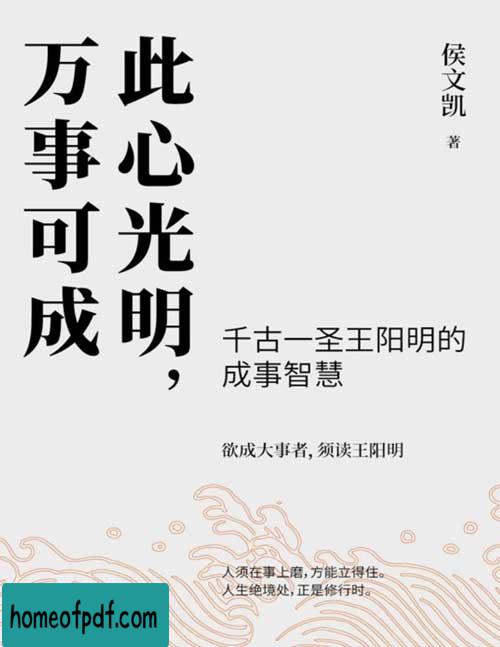 此心光明，
万事可成
侯文凯
著
千古一圣王阳明的
成事智慧
欲成大事者，须读王阳明
人须在事上磨，方能立得住。
人生绝境处，正是修行时。
homeofpdf.com